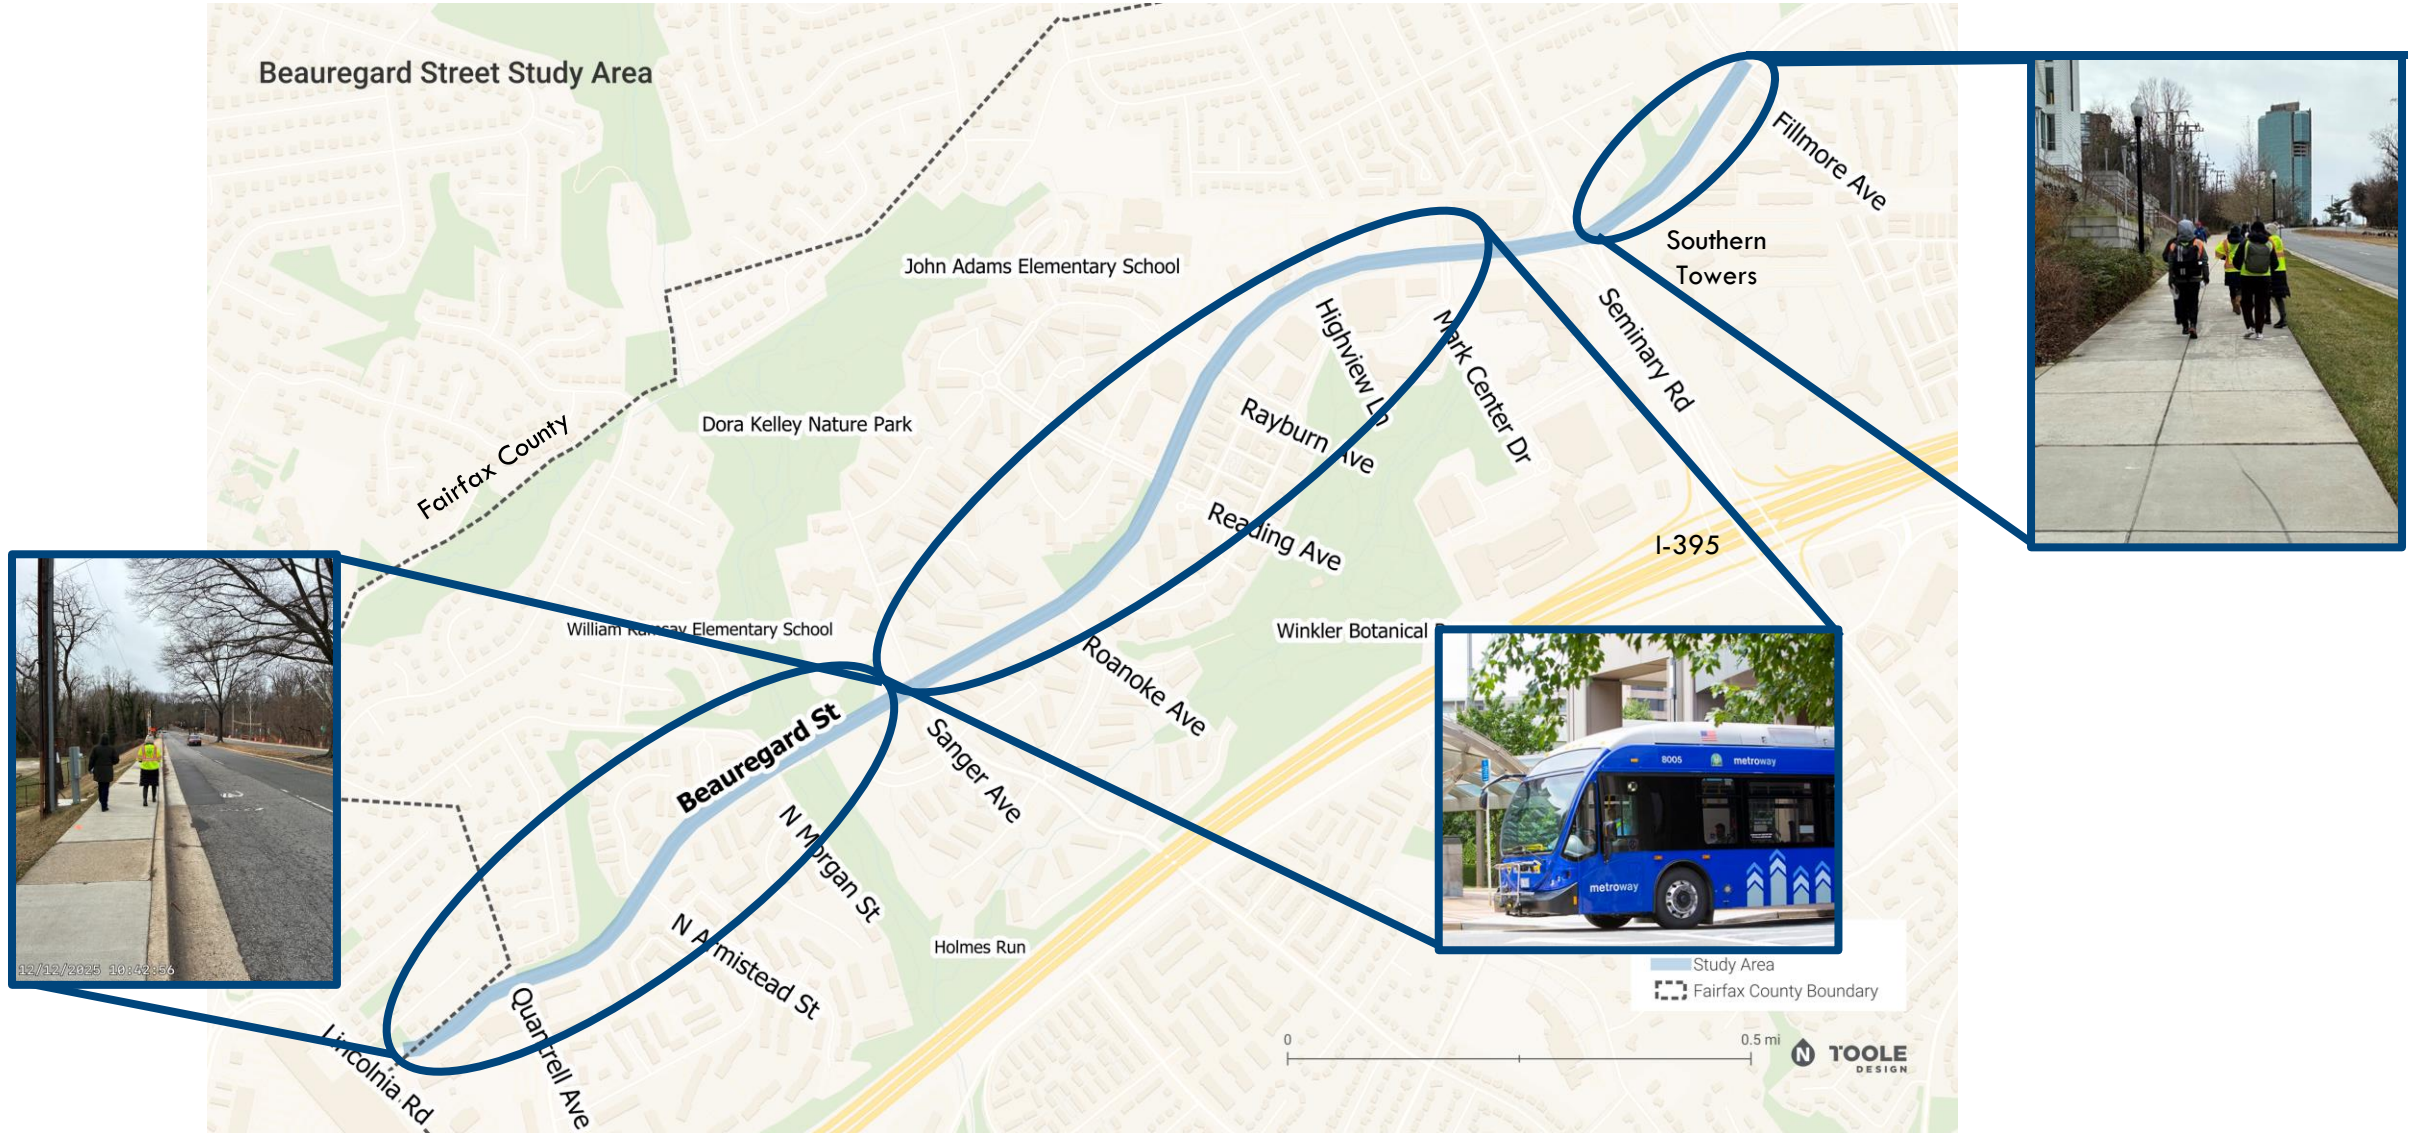 Beauregard Street Study Area
Fillmore Ave
Southern
Towers
John Adams Elementary School
Seminary Rd
Highview Ln
Mark Center Dr
Dora Kelley Nature Park
Rayburn Ave
Fairfax County
Reading Ave
I-395
William Ramsay Elementary School
Winkler Botanical
Roanoke Ave
Beauregard St
Sanger Ave
N Morgan St
N Armistead St
Holmes Run
Quantrell Ave
Lincolnia Rd
12/12/2025 10:42:56
8005 metroway
metroway
Study Area
Fairfax County Boundary
0 0.5 mi
N TOOLE
DESIGN